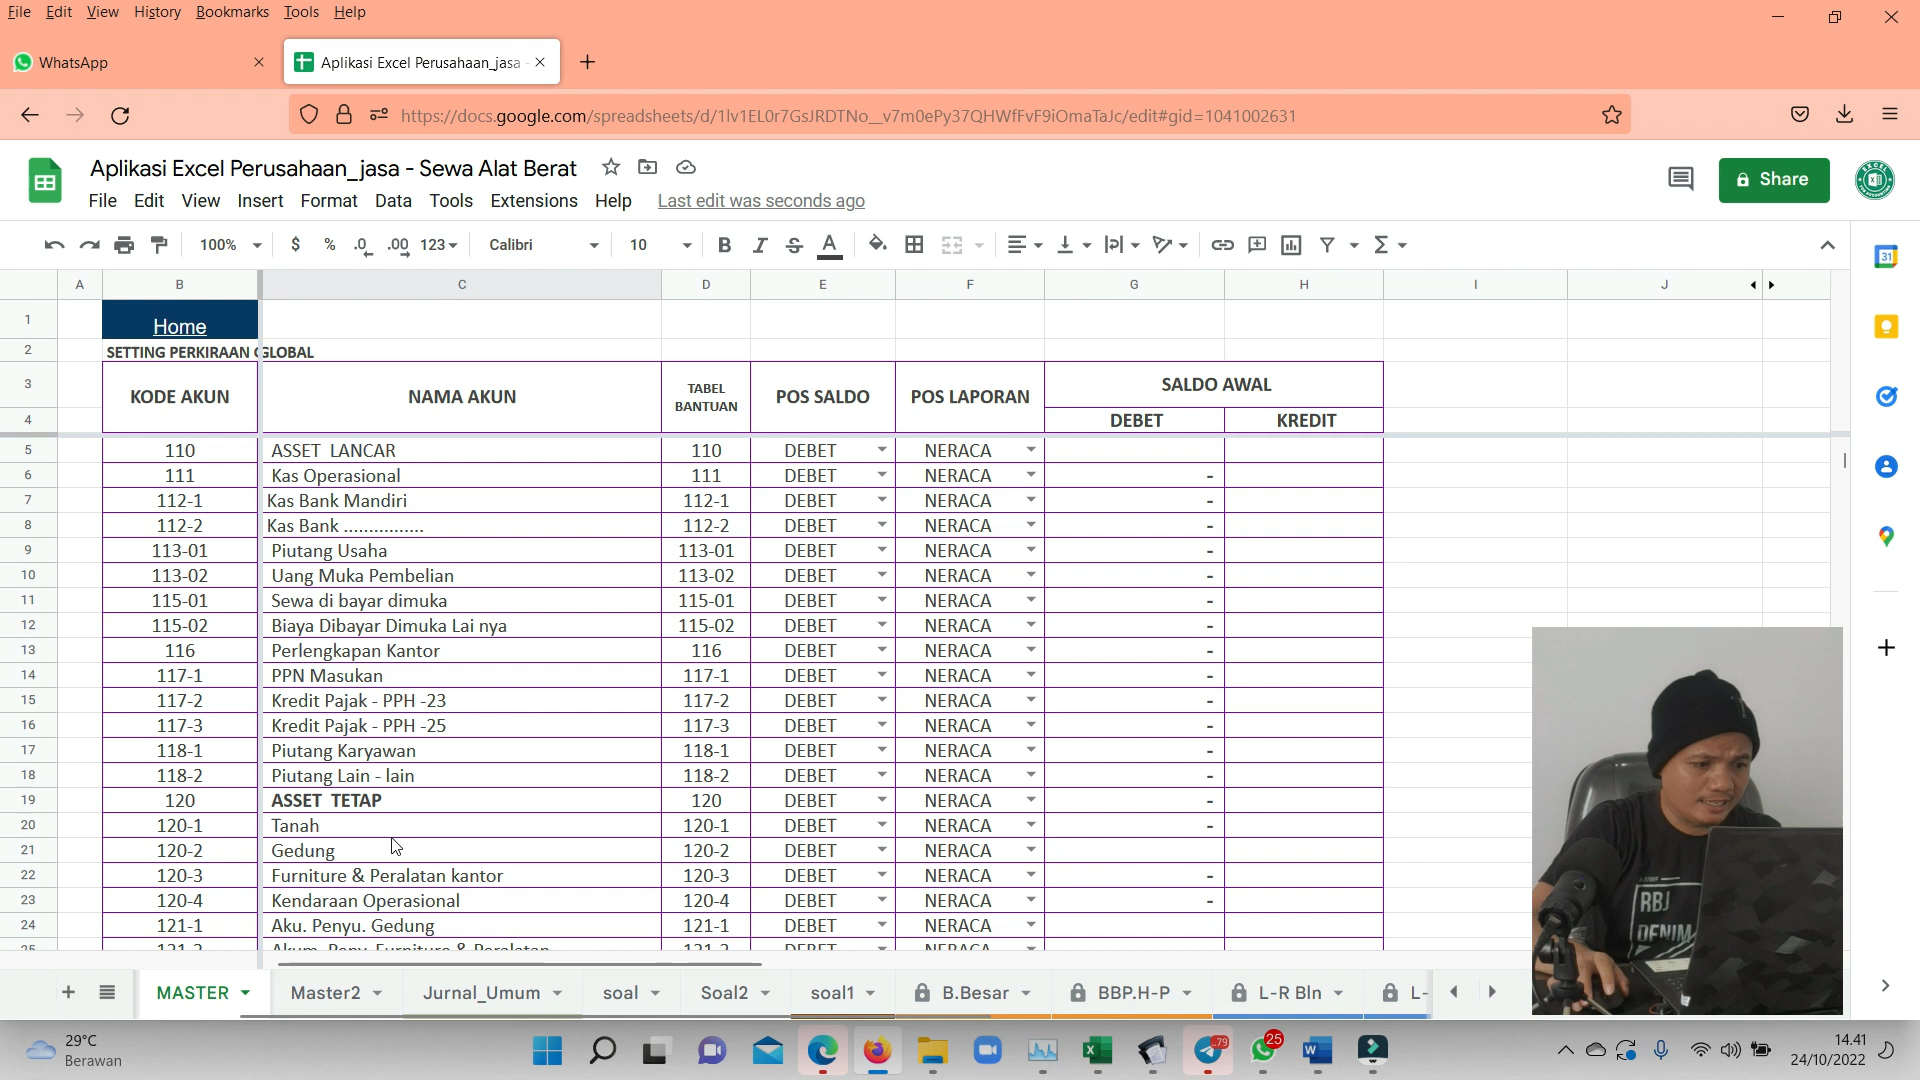 File Edit View History Bookmarks Tools Help
WhatsApp
Aplikasi Excel Perusahaan_jasa -
https://docs.google.com/spreadsheets/d/1lv1EL0r7GsJRDTNo__v7m0ePy37QHWfFvF9iOmaTaJc/edit#gid=1041002631
Aplikasi Excel Perusahaan_jasa - Sewa Alat Berat
File Edit View Insert Format Data Tools Extensions Help Last edit was seconds ago
Share
100% $ % .0 .00 123 Calibri 10 B I S A
31
A B C D E F G H I J
1 Home
2 SETTING PERKIRAAN GLOBAL
3 KODE AKUN NAMA AKUN TABEL BANTUAN POS SALDO POS LAPORAN SALDO AWAL
4 DEBET KREDIT
5 110 ASSET LANCAR 110 DEBET NERACA
6 111 Kas Operasional 111 DEBET NERACA -
7 112-1 Kas Bank Mandiri 112-1 DEBET NERACA -
8 112-2 Kas Bank ................ 112-2 DEBET NERACA -
9 113-01 Piutang Usaha 113-01 DEBET NERACA -
10 113-02 Uang Muka Pembelian 113-02 DEBET NERACA -
11 115-01 Sewa di bayar dimuka 115-01 DEBET NERACA -
12 115-02 Biaya Dibayar Dimuka Lai nya 115-02 DEBET NERACA -
13 116 Perlengkapan Kantor 116 DEBET NERACA -
14 117-1 PPN Masukan 117-1 DEBET NERACA -
15 117-2 Kredit Pajak - PPH -23 117-2 DEBET NERACA -
16 117-3 Kredit Pajak - PPH -25 117-3 DEBET NERACA -
17 118-1 Piutang Karyawan 118-1 DEBET NERACA -
18 118-2 Piutang Lain - lain 118-2 DEBET NERACA -
19 120 ASSET TETAP 120 DEBET NERACA -
20 120-1 Tanah 120-1 DEBET NERACA -
21 120-2 Gedung 120-2 DEBET NERACA
22 120-3 Furniture & Peralatan kantor 120-3 DEBET NERACA -
23 120-4 Kendaraan Operasional 120-4 DEBET NERACA -
24 121-1 Aku. Penyu. Gedung 121-1 DEBET NERACA
25 121-2 Akum. Peny. Furniture & Peralatan 121-2 DEBET NERACA
RBJ
DENIM
MASTER Master2 Jurnal_Umum soal Soal2 soal1 B.Besar BBP.H-P L-R Bln L-
29°C
Berawan
79
25
14.41
24/10/2022